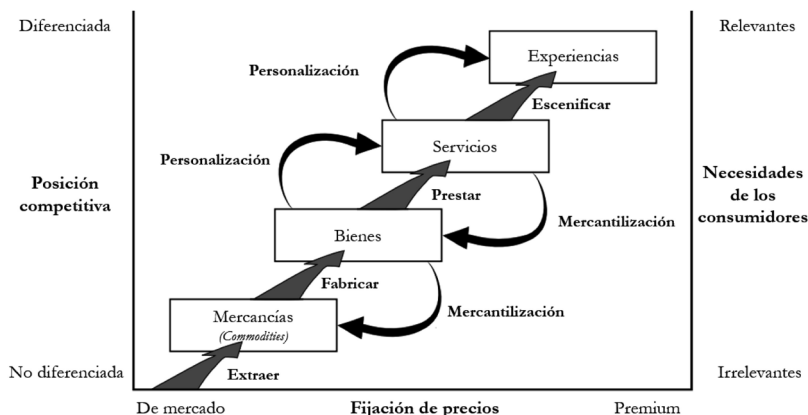 Diferenciada
Relevantes
Experiencias
Personalización
Escenificar
Servicios
Personalización
Posición
competitiva
Necesidades
de los
consumidores
Prestar
Mercantilización
Bienes
Fabricar
Mercantilización
Mercancías
(Commodities)
No diferenciada
Extraer
Irrelevantes
De mercado
Fijación de precios
Premium